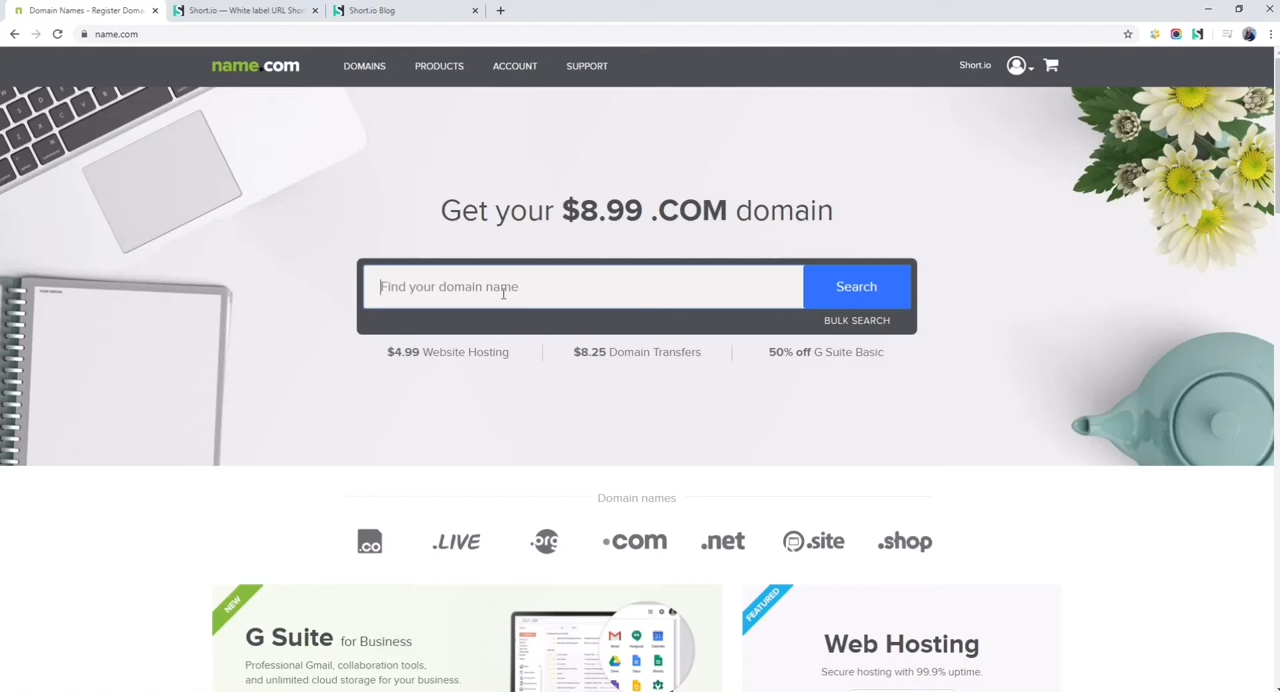 Domain Names - Register Doma
Short.io — White label URL Shor
Short.io Blog
name.com
name.com
DOMAINS
PRODUCTS
ACCOUNT
SUPPORT
Short.io
Get your $8.99 .COM domain
Find your domain name
Search
BULK SEARCH
$4.99 Website Hosting
$8.25 Domain Transfers
50% off G Suite Basic
Domain names
.co
.LIVE
.org
.com
.net
.site
.shop
NEW
G Suite for Business
Professional email, collaboration tools,
and unlimited cloud storage for your business.
FEATURED
Web Hosting
Secure hosting with 99.9% uptime.